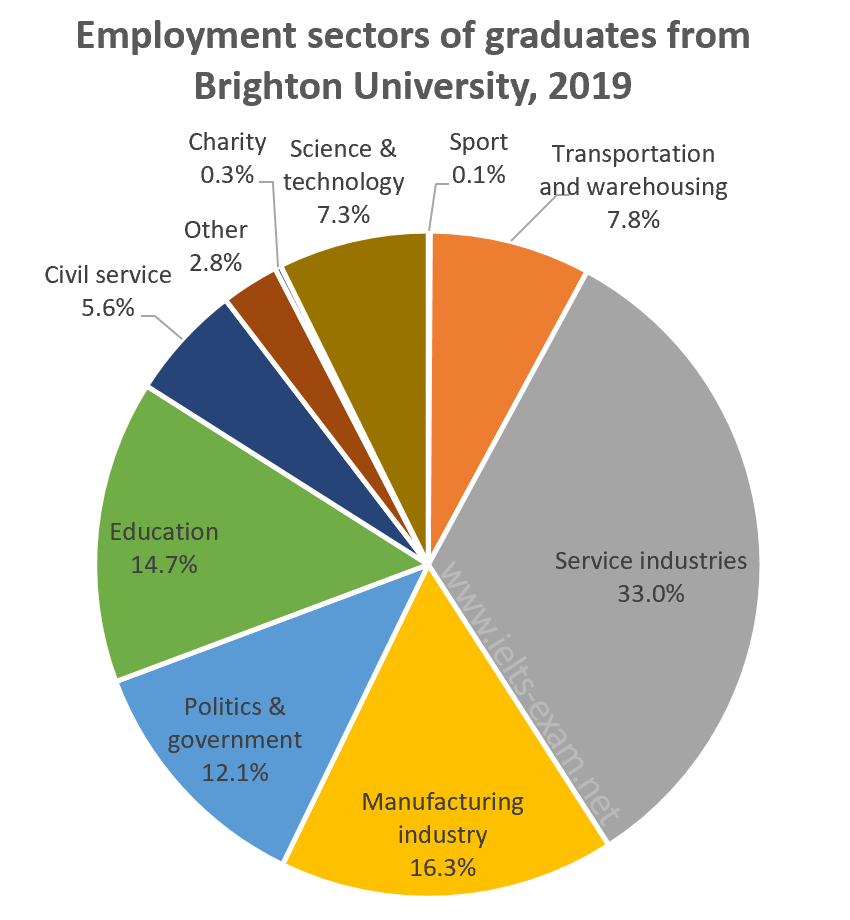 Employment sectors of graduates from
Brighton University, 2019
Charity
0.3%
Science &
technology
7.3%
Sport
0.1%
Transportation
and warehousing
7.8%
Other
2.8%
Civil service
5.6%
Education
14.7%
Service industries
33.0%
Politics &
government
12.1%
Manufacturing
industry
16.3%
www.ielts-exam.net